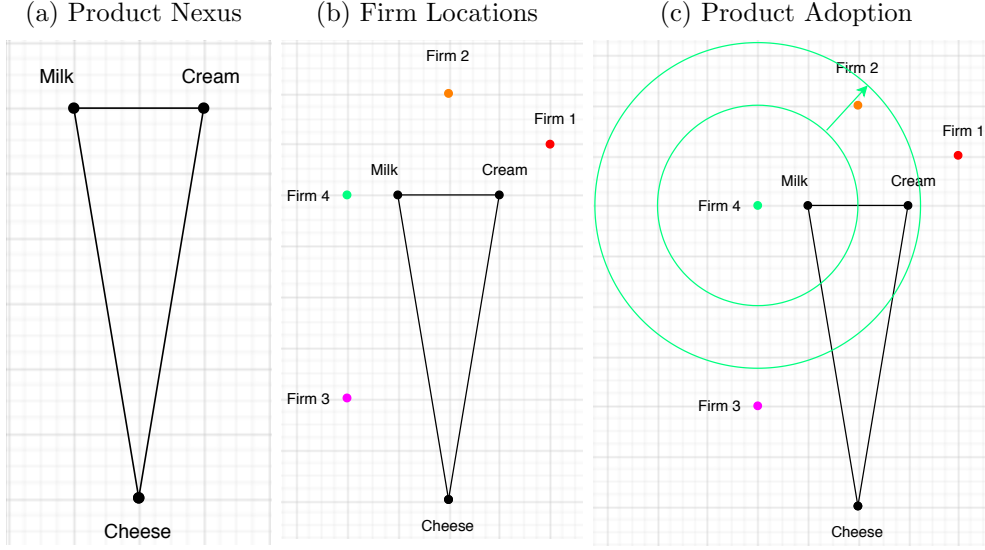 (a) Product Nexus
Milk
Cream
Cheese
(b) Firm Locations
Firm 2
Firm 1
Milk
Cream
Firm 4
Firm 3
Cheese
(c) Product Adoption
Firm 2
Firm 1
Milk
Cream
Firm 4
Firm 3
Cheese